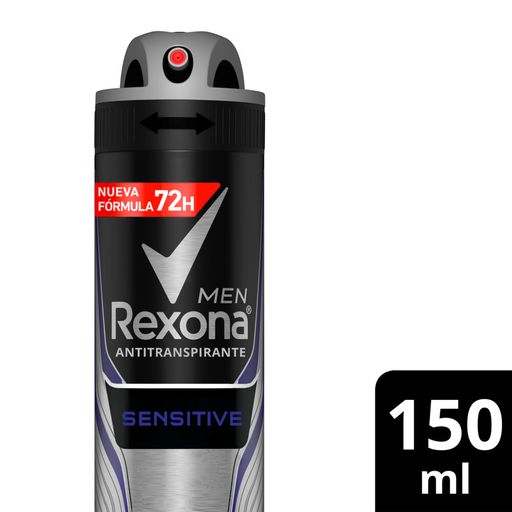 NUEVA
FÓRMULA 72H
MEN
Rexona®
ANTITRANSPIRANTE
SENSITIVE
150
ml